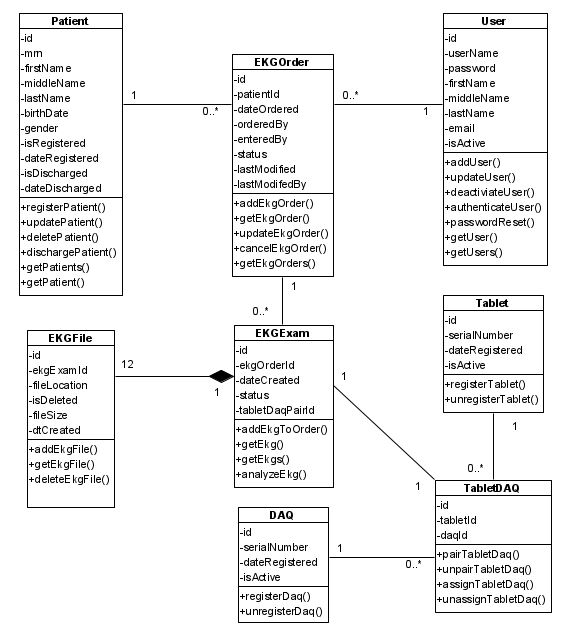 Patient
-id
-mrn
-firstName
-middleName
-lastName
-birthDate
-gender
-isRegistered
-dateRegistered
-isDischarged
-dateDischarged
+registerPatient()
+updatePatient()
+deletePatient()
+dischargePatient()
+getPatients()
+getPatient()
1
0..*
EKGOrder
-id
-patientId
-dateOrdered
-orderedBy
-enteredBy
-status
-lastModified
-lastModifedBy
+addEkgOrder()
+getEkgOrder()
+updateEkgOrder()
+cancelEkgOrder()
+getEkgOrders()
0..*
1
User
-id
-userName
-password
-firstName
-middleName
-lastName
-email
-isActive
+addUser()
+updateUser()
+deactiviateUser()
+authenticateUser()
+passwordReset()
+getUser()
+getUsers()
1
0..*
EKGFile
-id
-ekgExamId
-fileLocation
-isDeleted
-fileSize
-dtCreated
+addEkgFile()
+getEkgFile()
+deleteEkgFile()
12
1
EKGExam
-id
-ekgOrderId
-dateCreated
-status
-tabletDaqPairId
+addEkgToOrder()
+getEkg()
+getEkgs()
+analyzeEkg()
1
1
Tablet
-id
-serialNumber
-dateRegistered
-isActive
+registerTablet()
+unregisterTablet()
1
0..*
DAQ
-id
-serialNumber
-dateRegistered
-isActive
+registerDaq()
+unregisterDaq()
1
0..*
TabletDAQ
-id
-tabletId
-daqId
+pairTabletDaq()
+unpairTabletDaq()
+assignTabletDaq()
+unassignTabletDaq()